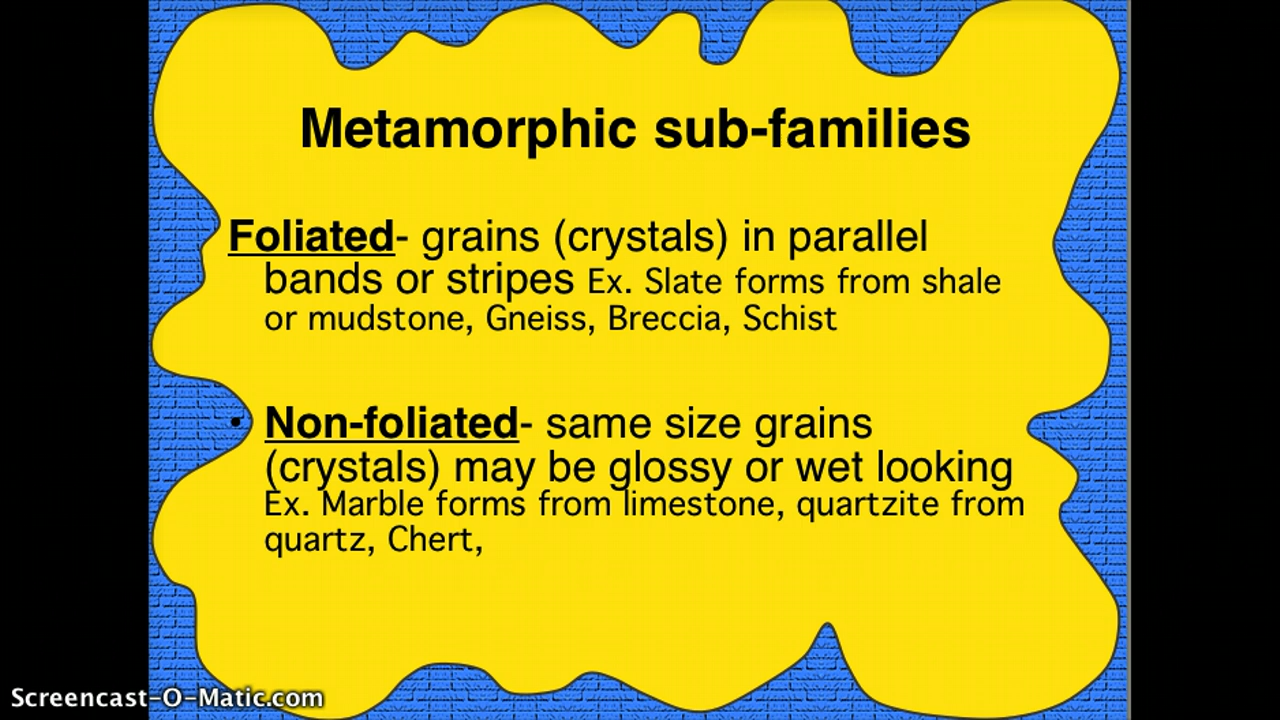 Metamorphic sub-families
Foliated- grains (crystals) in parallel
bands or stripes Ex. Slate forms from shale
or mudstone, Gneiss, Breccia, Schist
• Non-foliated- same size grains
(crystals) may be glossy or wet looking
Ex. Marble forms from limestone, quartzite from
quartz, Chert,
Screencast-O-Matic.com